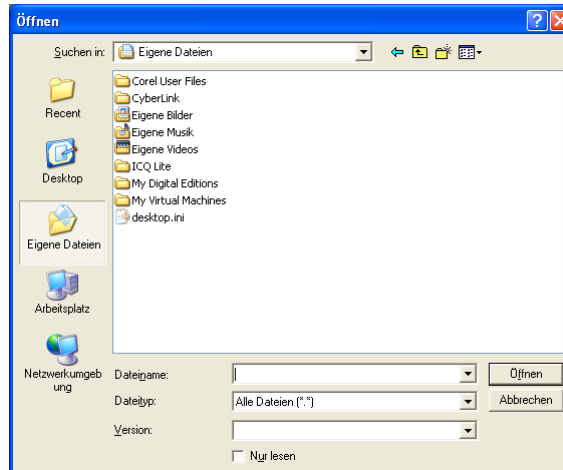 Öffnen
Suchen in: Eigene Dateien
Recent
Desktop
Eigene Dateien
Arbeitsplatz
Netzwerkumgeb
ung
Corel User Files
CyberLink
Eigene Bilder
Eigene Musik
Eigene Videos
ICQ Lite
My Digital Editions
My Virtual Machines
desktop.ini
Dateiname:
Öffnen
Dateityp: Alle Dateien (*.*)
Abbrechen
Version:
Nur lesen